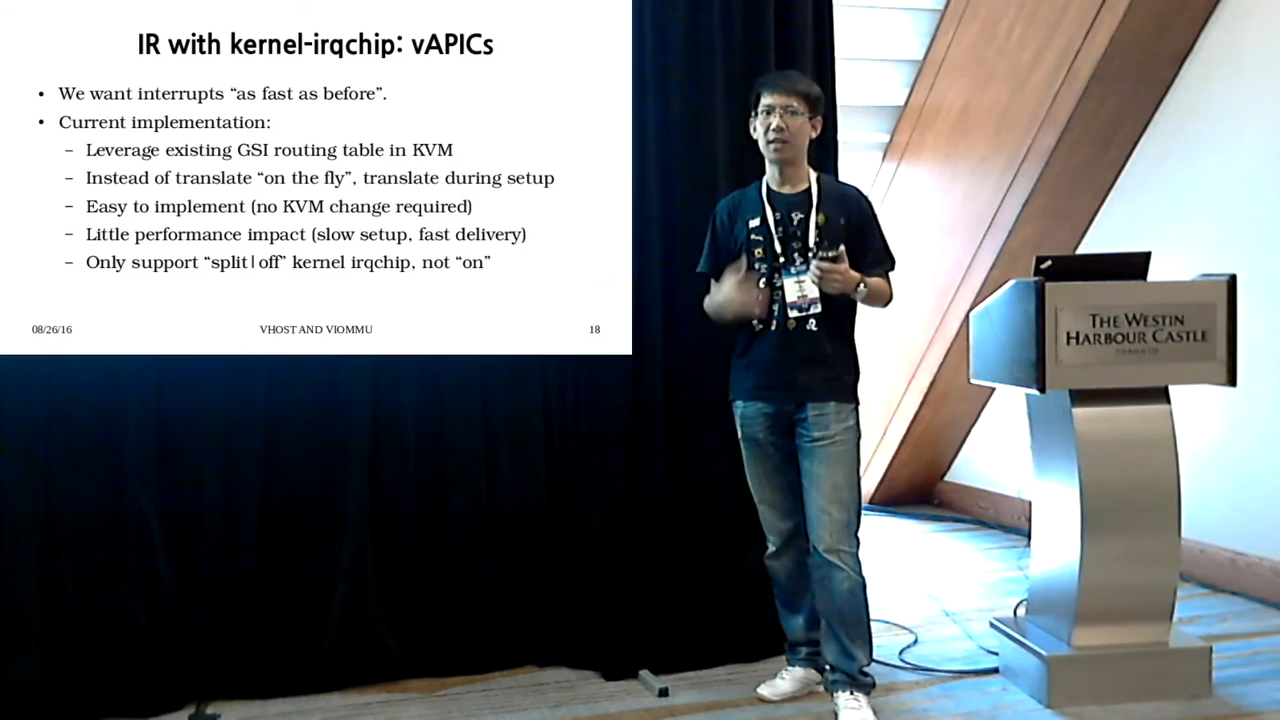 IR with kernel-irqchip: vAPICs
• We want interrupts “as fast as before”.
• Current implementation:
– Leverage existing GSI routing table in KVM
– Instead of translate “on the fly”, translate during setup
– Easy to implement (no KVM change required)
– Little performance impact (slow setup, fast delivery)
– Only support “split|off” kernel irqchip, not “on”
08/26/16
VHOST AND VIOMMU
18
THE WESTIN
HARBOUR CASTLE